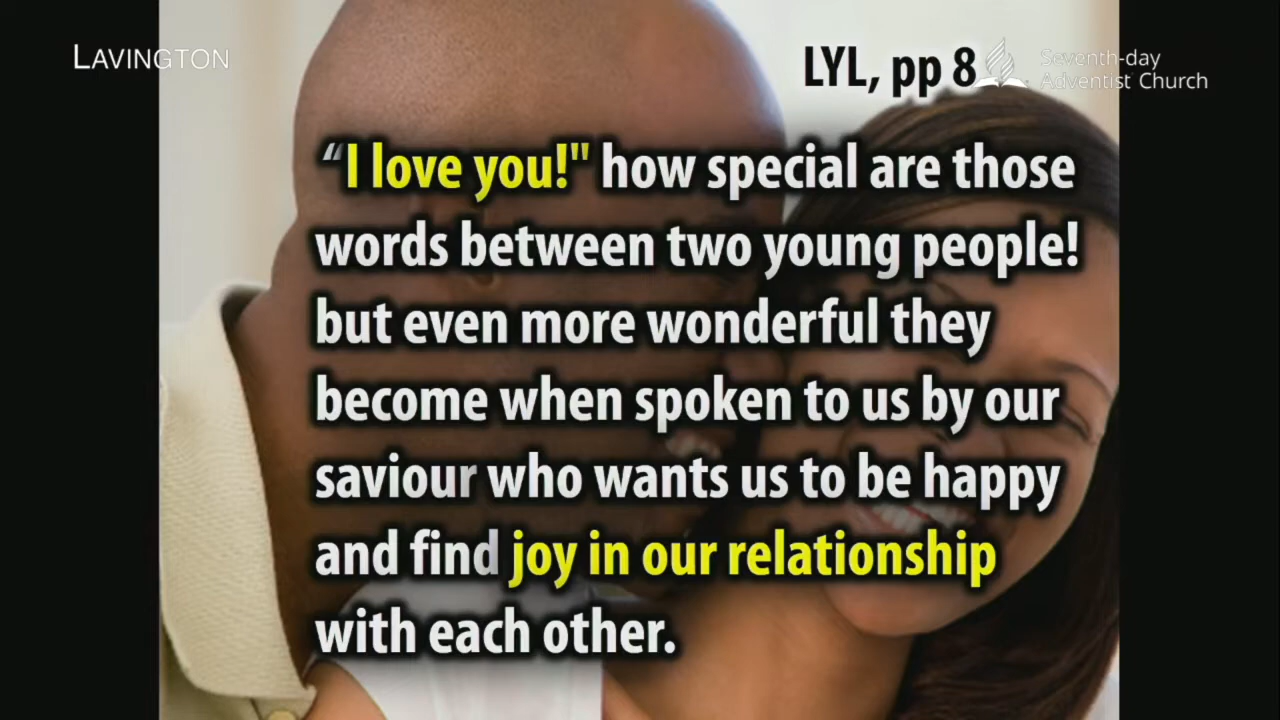 LAVINGTON
LYL, pp 8
Seventh-day
Adventist Church
“I love you!" how special are those
words between two young people!
but even more wonderful they
become when spoken to us by our
saviour who wants us to be happy
and find joy in our relationship
with each other.